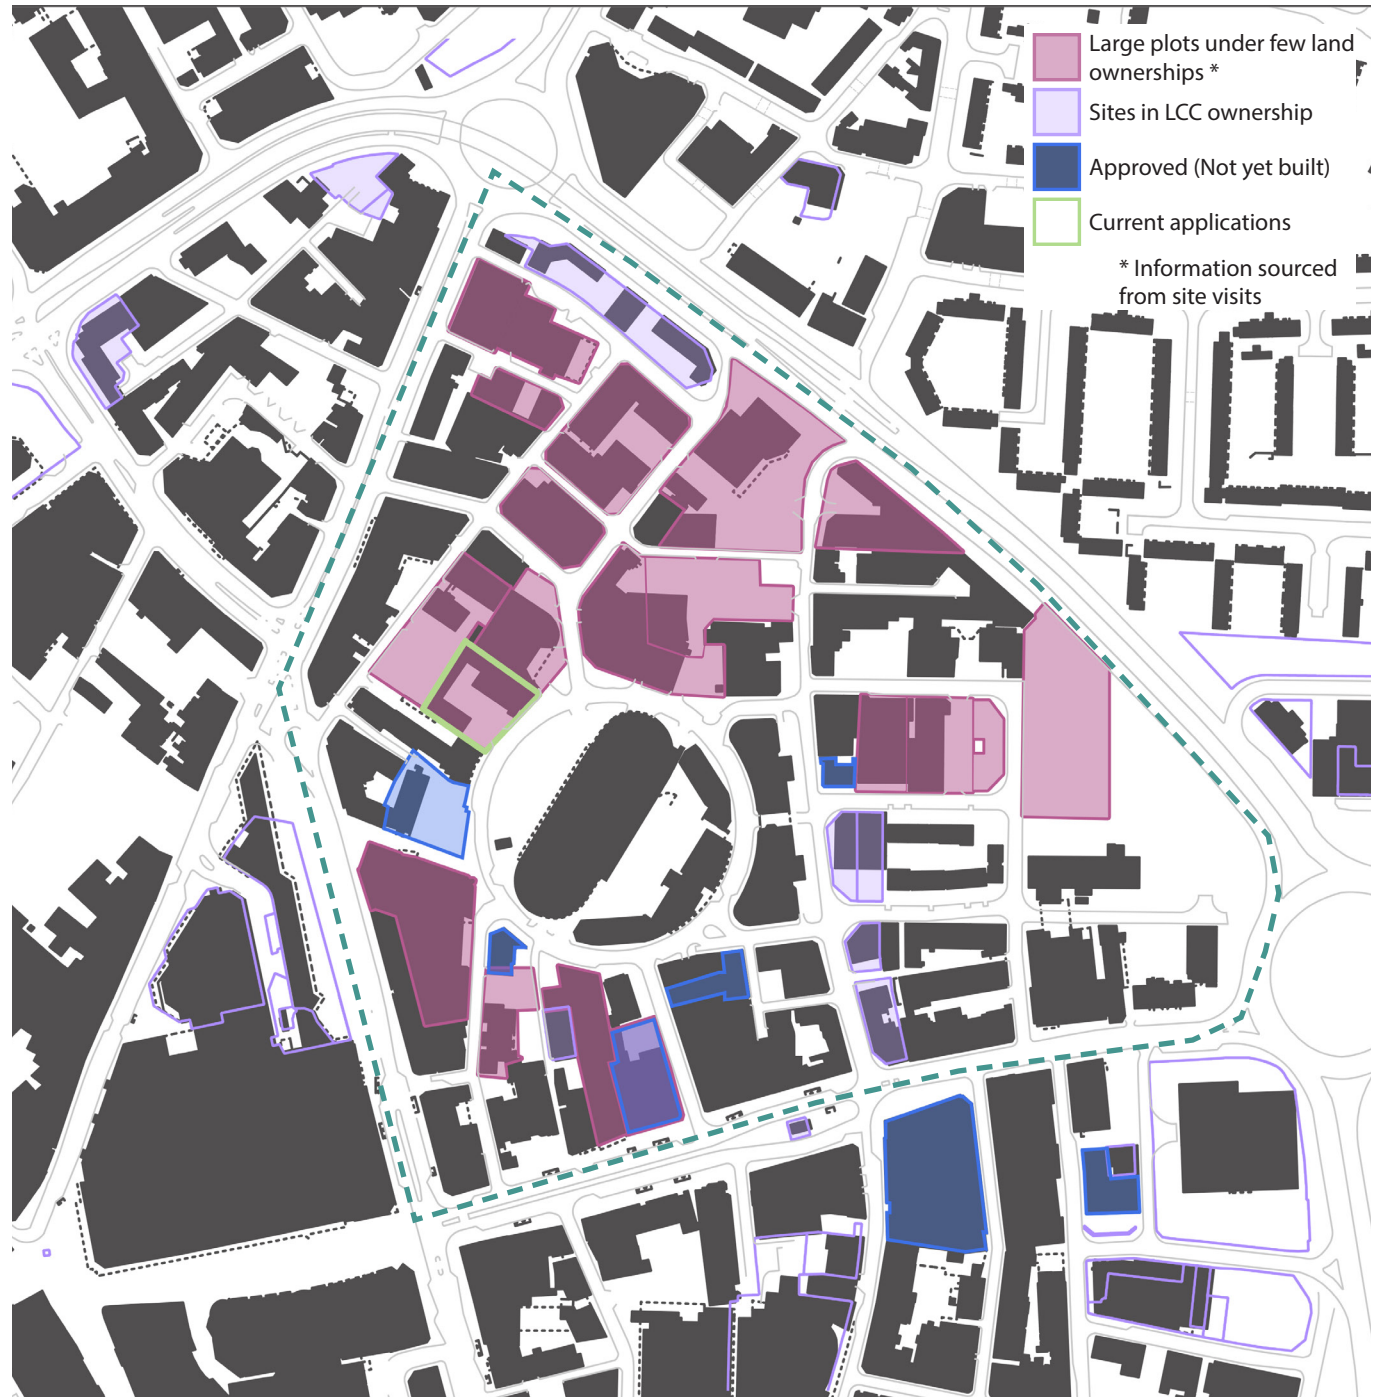 Large plots under few land
ownerships *
Sites in LCC ownership
Approved (Not yet built)
Current applications
* Information sourced
from site visits